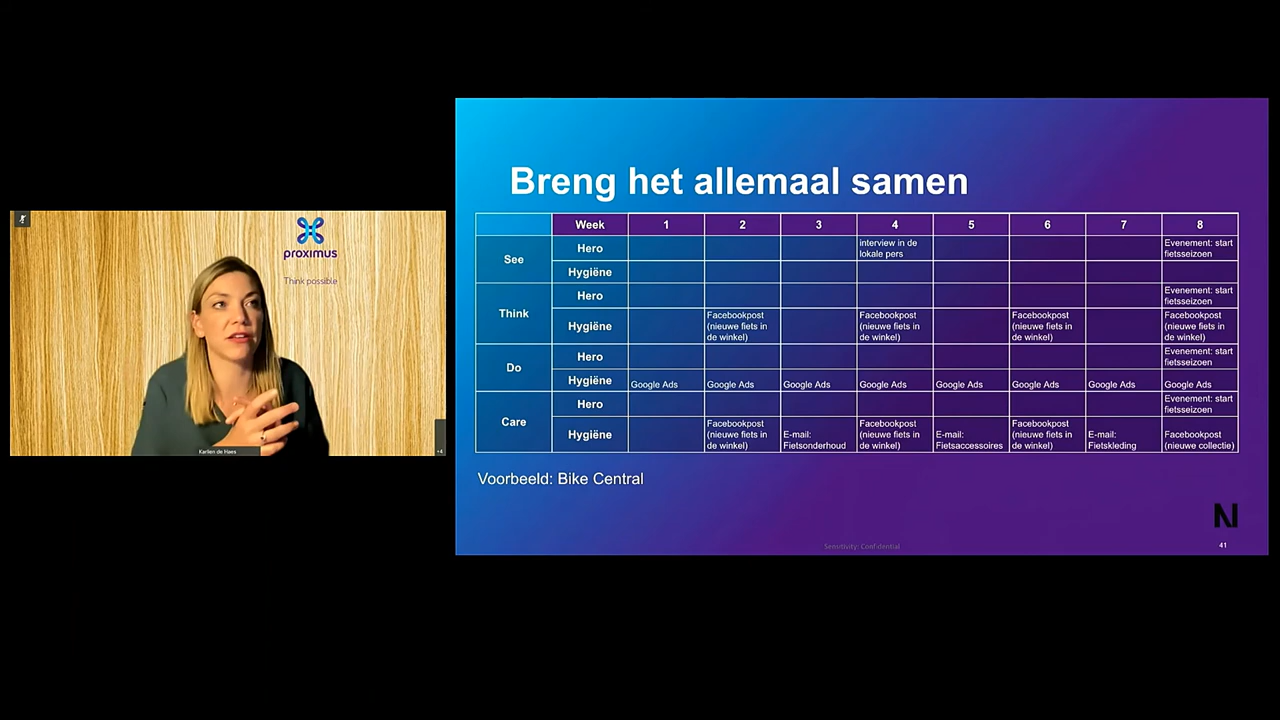 proximus
Think possible
Karlien de Haes
+4
Breng het allemaal samen
Week 1 2 3 4 5 6 7 8
See
Hero
interview in de
lokale pers
Evenement: start
fietsseizoen
Hygiëne
Think
Hero
Evenement: start
fietsseizoen
Hygiëne
Facebookpost
(nieuwe fiets in
de winkel)
Facebookpost
(nieuwe fiets in
de winkel)
Facebookpost
(nieuwe fiets in
de winkel)
Facebookpost
(nieuwe fiets in
de winkel)
Do
Hero
Evenement: start
fietsseizoen
Hygiëne
Google Ads Google Ads Google Ads Google Ads Google Ads Google Ads Google Ads Google Ads
Care
Hero
Evenement: start
fietsseizoen
Hygiëne
Facebookpost
(nieuwe fiets in
de winkel)
E-mail:
Fietsonderhoud
Facebookpost
(nieuwe fiets in
de winkel)
E-mail:
Fietsaccessoires
Facebookpost
(nieuwe fiets in
de winkel)
E-mail:
Fietskleding
Facebookpost
(nieuwe collectie)
Voorbeeld: Bike Central
N
Sensitivity: Confidential
41